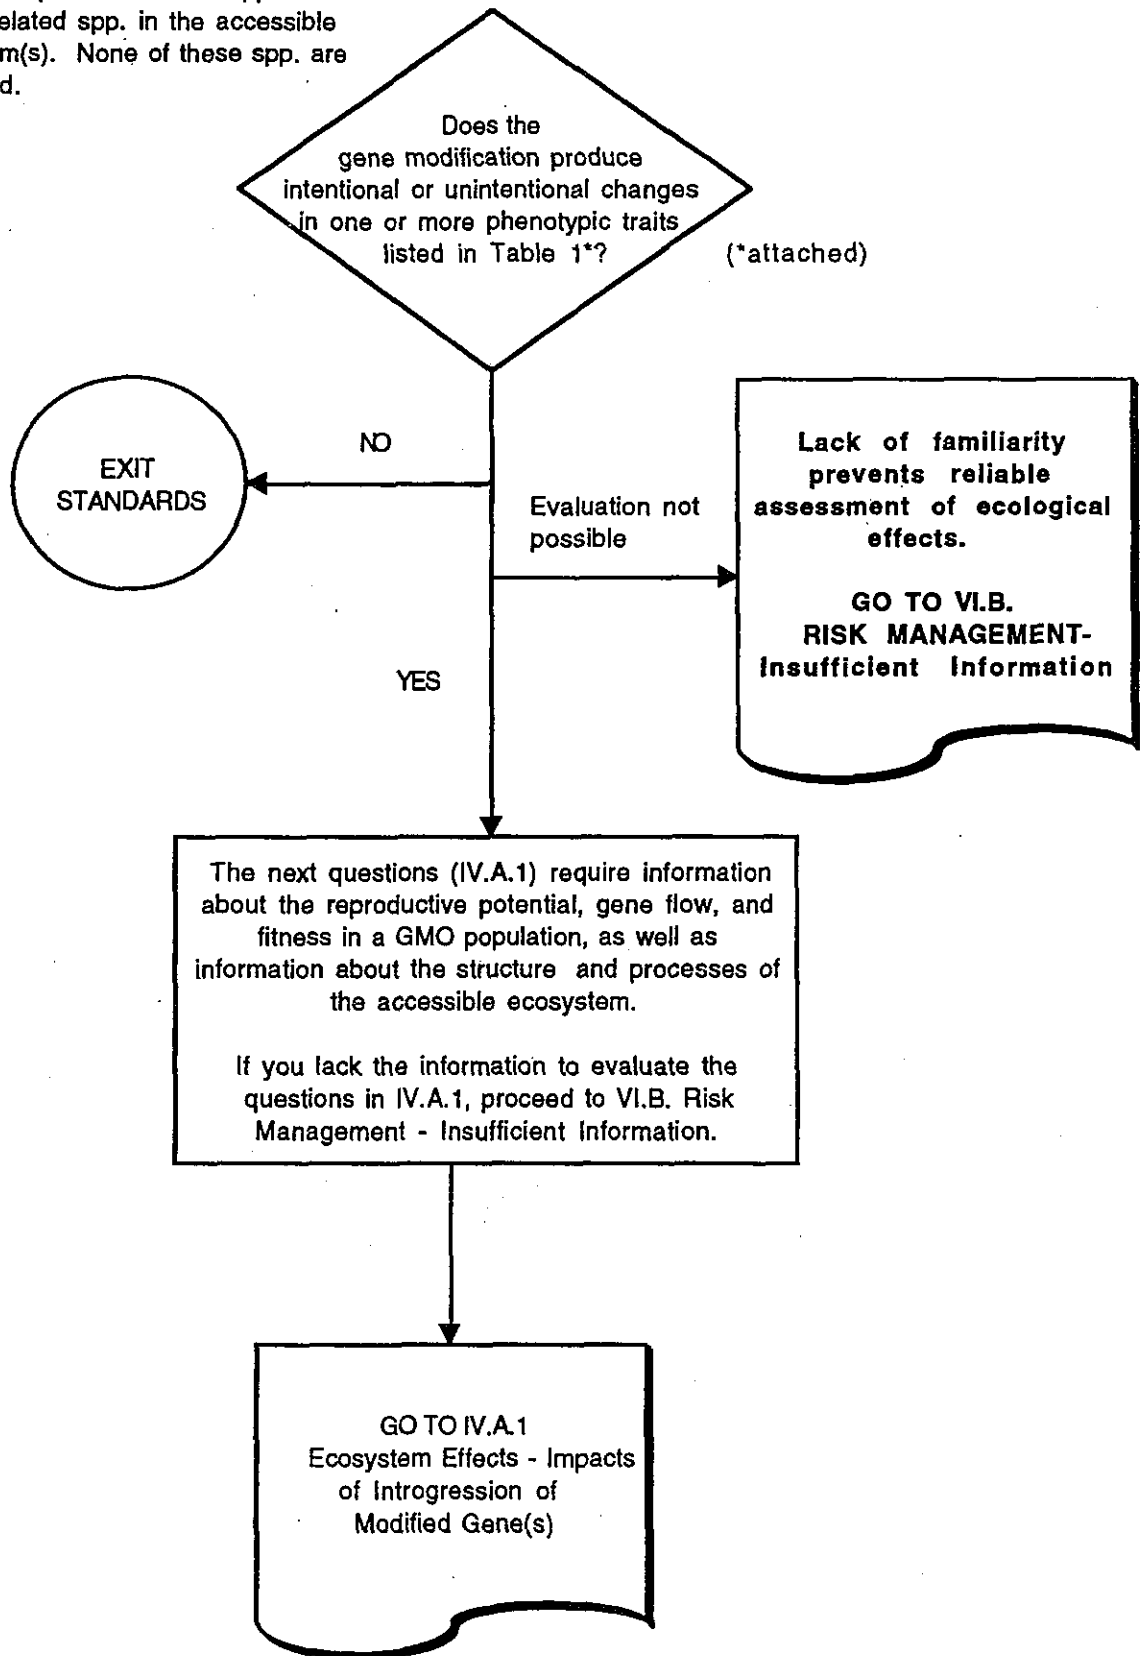 elated spp. in the accessible
m(s). None of these spp. are
d.
Does the
gene modification produce
intentional or unintentional changes
in one or more phenotypic traits
listed in Table 1*?
(*attached)
NO
EXIT
STANDARDS
Evaluation not
possible
Lack of familiarity
prevents reliable
assessment of ecological
effects.
GO TO VI.B.
RISK MANAGEMENT-
Insufficient Information
YES
The next questions (IV.A.1) require information
about the reproductive potential, gene flow, and
fitness in a GMO population, as well as
information about the structure and processes of
the accessible ecosystem.
If you lack the information to evaluate the
questions in IV.A.1, proceed to VI.B. Risk
Management - Insufficient Information.
GO TO IV.A.1
Ecosystem Effects - Impacts
of Introgression of
Modified Gene(s)